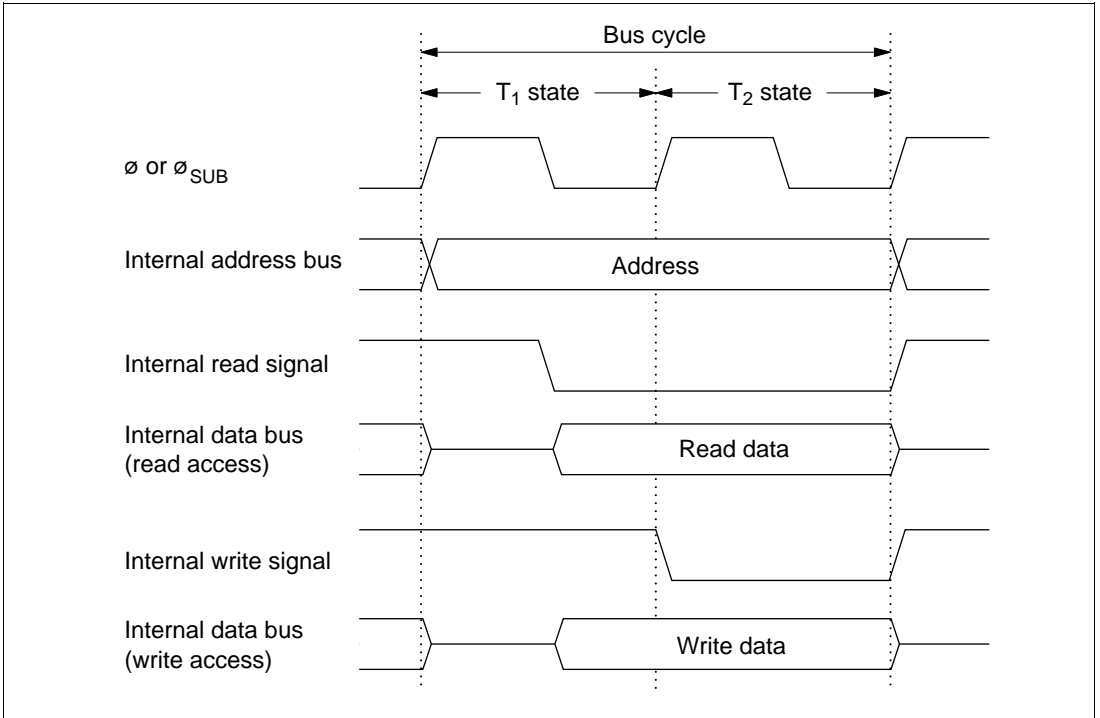 Bus cycle
T₁ state
T₂ state
ø or øSUB
Internal address bus
Address
Internal read signal
Internal data bus
(read access)
Read data
Internal write signal
Internal data bus
(write access)
Write data